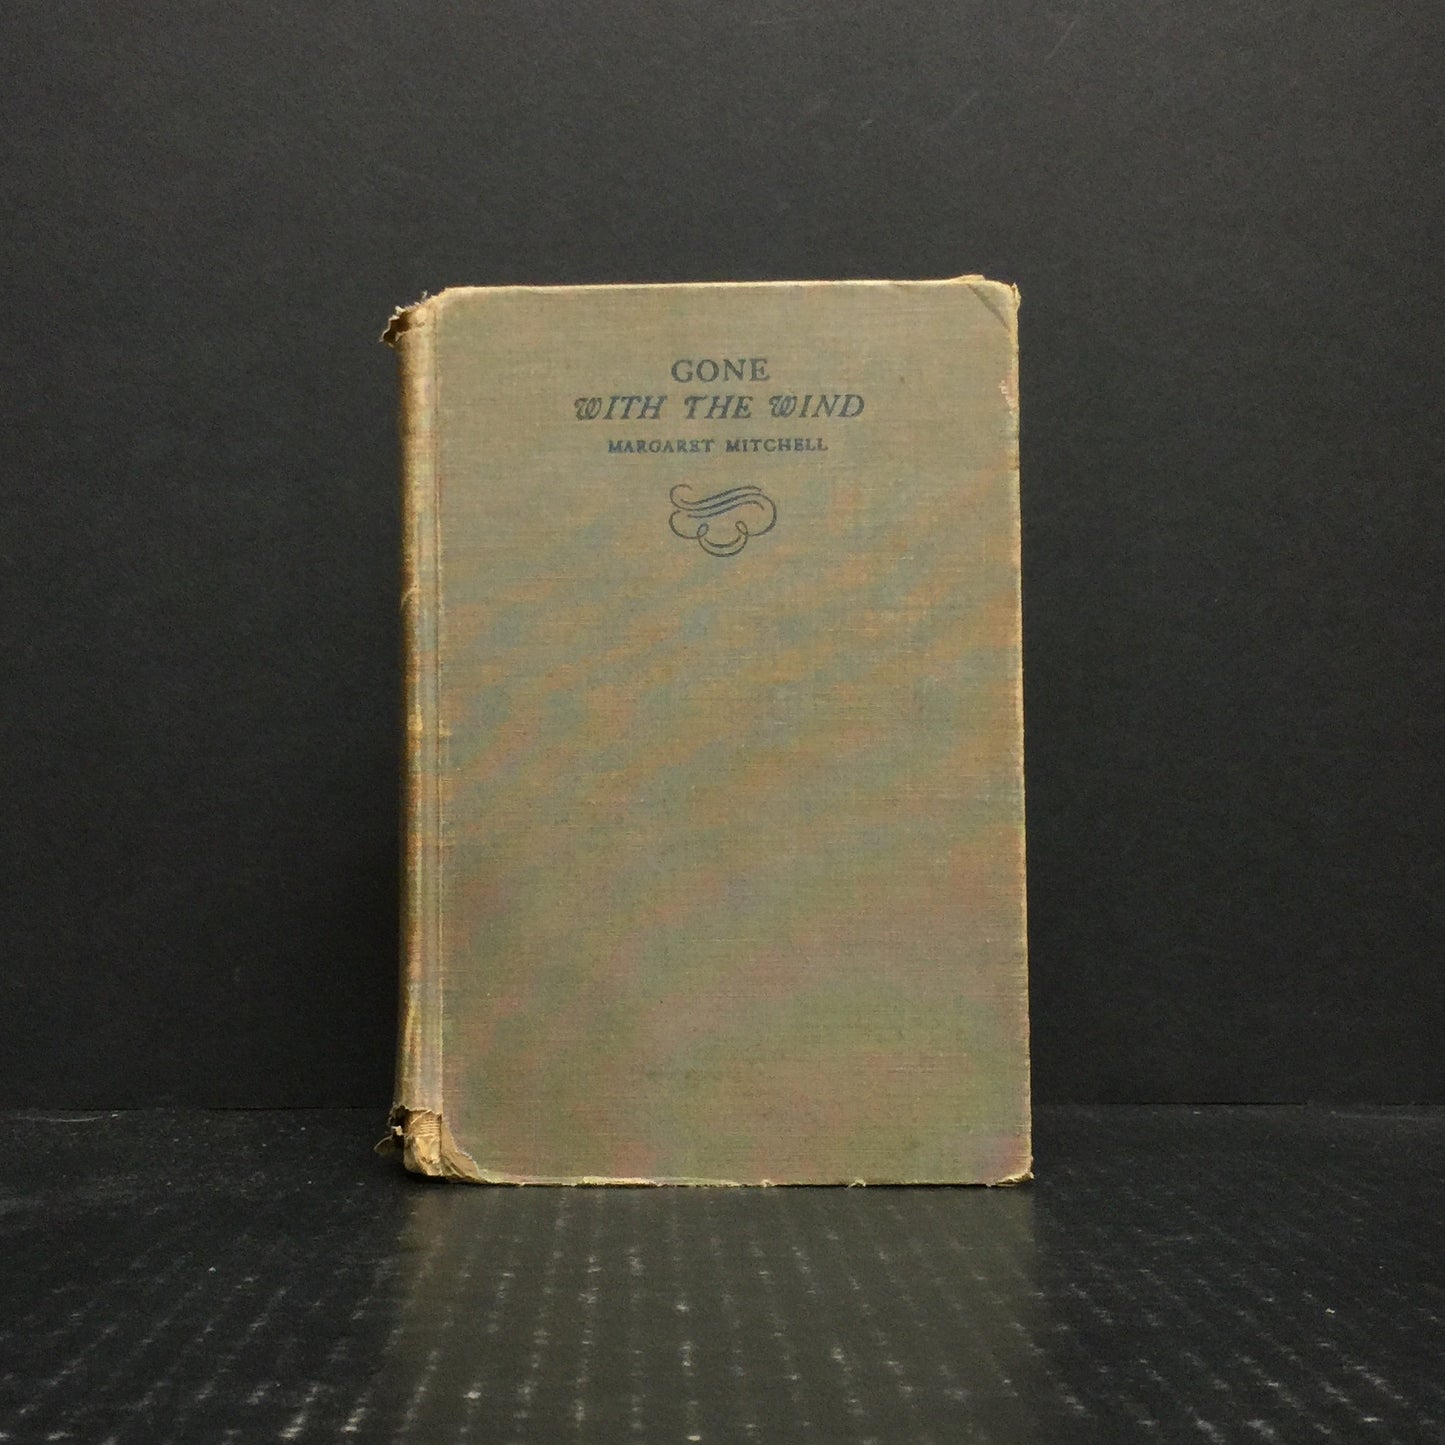 GONE
WITH THE WIND
MARGARET MITCHELL